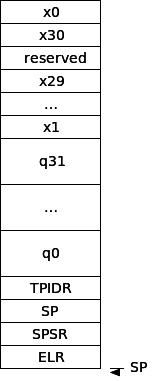 x0
x30
reserved
x29
...
x1
q31
...
q0
TPIDR
SP
SPSR
ELR
SP